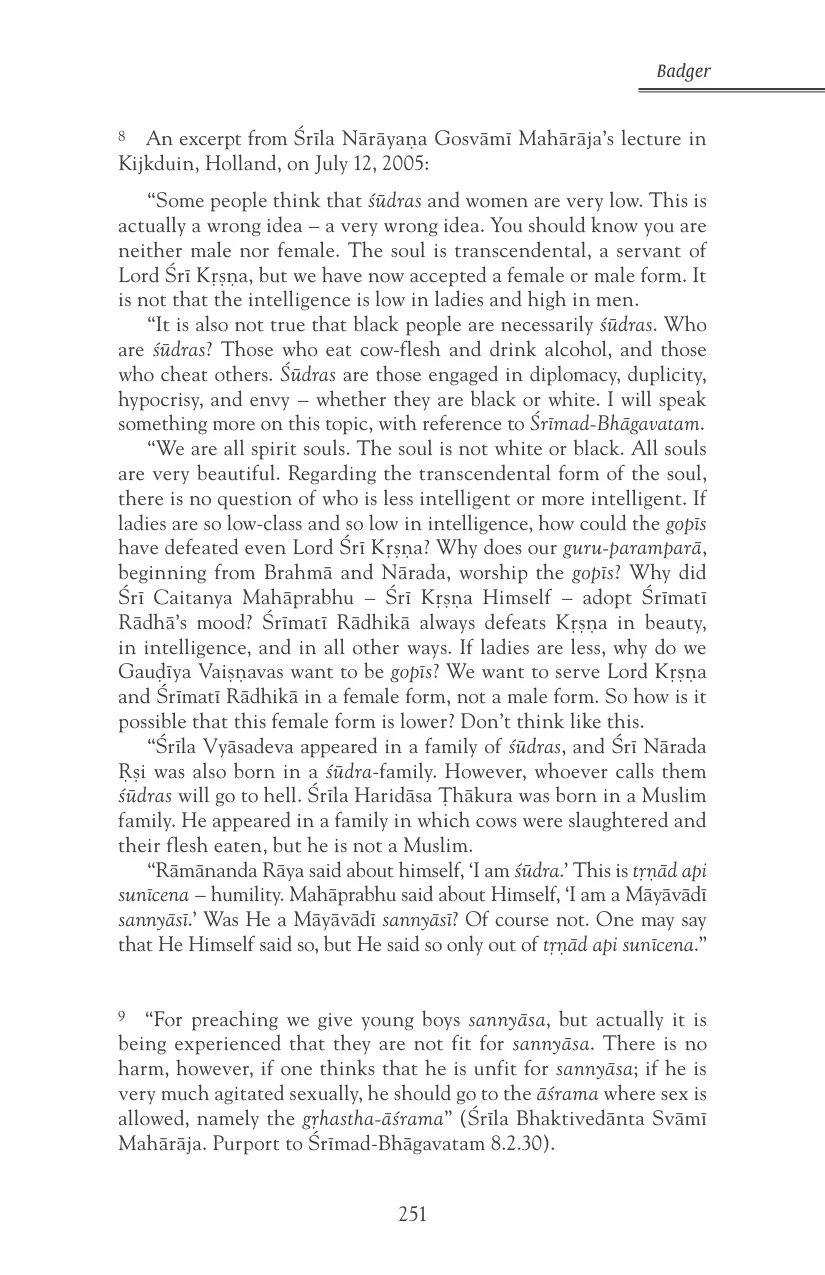 Badger
8 An excerpt from Śrīla Nārāyaṇa Gosvāmī Mahārāja’s lecture in
Kijkduin, Holland, on July 12, 2005:
“Some people think that śūdras and women are very low. This is
actually a wrong idea – a very wrong idea. You should know you are
neither male nor female. The soul is transcendental, a servant of
Lord Śrī Kṛṣṇa, but we have now accepted a female or male form. It
is not that the intelligence is low in ladies and high in men.
“It is also not true that black people are necessarily śūdras. Who
are śūdras? Those who eat cow-flesh and drink alcohol, and those
who cheat others. Śūdras are those engaged in diplomacy, duplicity,
hypocrisy, and envy – whether they are black or white. I will speak
something more on this topic, with reference to Śrīmad-Bhāgavatam.
“We are all spirit souls. The soul is not white or black. All souls
are very beautiful. Regarding the transcendental form of the soul,
there is no question of who is less intelligent or more intelligent. If
ladies are so low-class and so low in intelligence, how could the gopīs
have defeated even Lord Śrī Kṛṣṇa? Why does our guru-paramparā,
beginning from Brahmā and Nārada, worship the gopīs? Why did
Śrī Caitanya Mahāprabhu – Śrī Kṛṣṇa Himself – adopt Śrīmatī
Rādhā’s mood? Śrīmatī Rādhikā always defeats Kṛṣṇa in beauty,
in intelligence, and in all other ways. If ladies are less, why do we
Gauḍīya Vaiṣṇavas want to be gopīs? We want to serve Lord Kṛṣṇa
and Śrīmatī Rādhikā in a female form, not a male form. So how is it
possible that this female form is lower? Don’t think like this.
“Śrīla Vyāsadeva appeared in a family of śūdras, and Śrī Nārada
Ṛṣi was also born in a śūdra-family. However, whoever calls them
śūdras will go to hell. Śrīla Haridāsa Ṭhākura was born in a Muslim
family. He appeared in a family in which cows were slaughtered and
their flesh eaten, but he is not a Muslim.
“Rāmānanda Rāya said about himself, ‘I am śūdra.’ This is tṛṇād api
sunīcena – humility. Mahāprabhu said about Himself, ‘I am a Māyāvādī
sannyāsī.’ Was He a Māyāvādī sannyāsī? Of course not. One may say
that He Himself said so, but He said so only out of tṛṇād api sunīcena.”
9 “For preaching we give young boys sannyāsa, but actually it is
being experienced that they are not fit for sannyāsa. There is no
harm, however, if one thinks that he is unfit for sannyāsa; if he is
very much agitated sexually, he should go to the āśrama where sex is
allowed, namely the gṛhastha-āśrama” (Śrīla Bhaktivedānta Svāmī
Mahārāja. Purport to Śrīmad-Bhāgavatam 8.2.30).
251